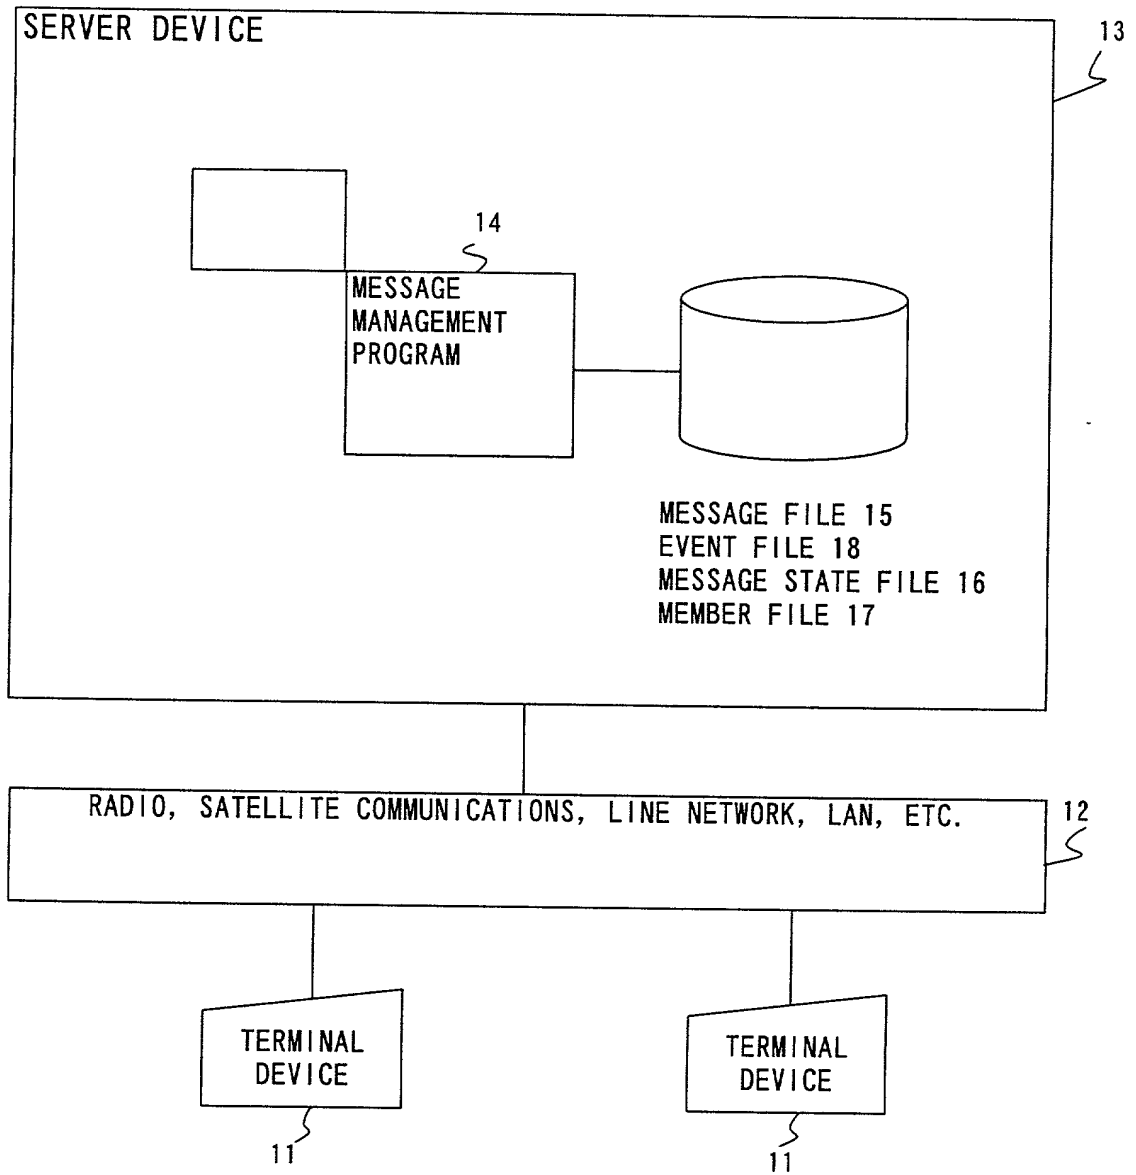 SERVER DEVICE
13
14
MESSAGE
MANAGEMENT
PROGRAM
MESSAGE FILE 15
EVENT FILE 18
MESSAGE STATE FILE 16
MEMBER FILE 17
RADIO, SATELLITE COMMUNICATIONS, LINE NETWORK, LAN, ETC.
12
TERMINAL
DEVICE
11
TERMINAL
DEVICE
11